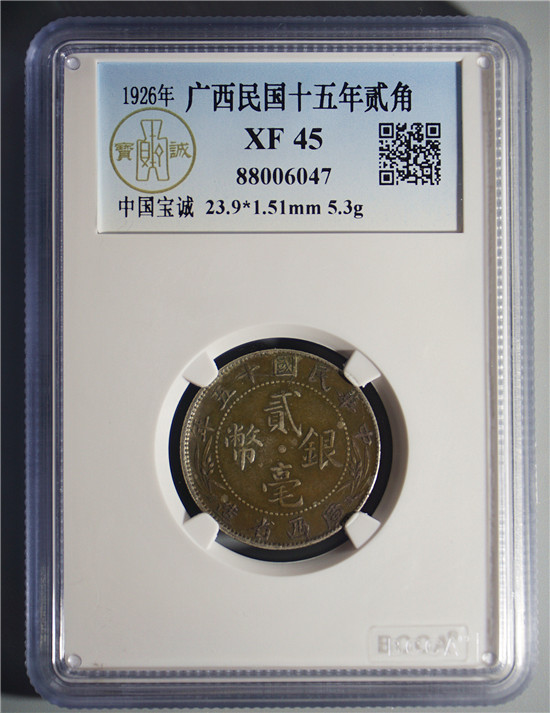 1926年 广西民国十五年贰角
XF 45
88006047
寶 誠
中国宝诚 23.9*1.51mm 5.3g
中華民國十五年
貳
銀 幣
毫
廣西省造